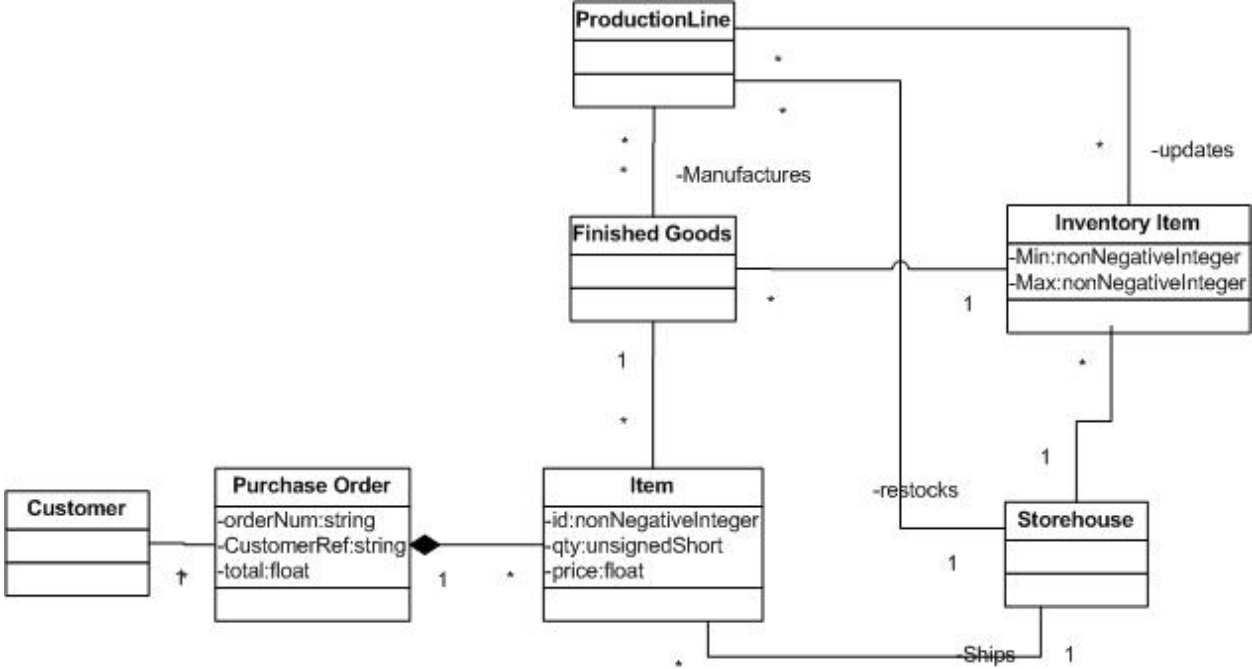 ProductionLine
*
*
*
*
-Manufactures
*
-updates
Finished Goods
*
1
Inventory Item
-Min:nonNegativeInteger
-Max:nonNegativeInteger
1
*
*
1
-restocks
1
Customer
Purchase Order
-orderNum:string
-CustomerRef:string
-total:float
1
*
Item
-id:nonNegativeInteger
-qty:unsignedShort
-price:float
Storehouse
*
-Ships
1